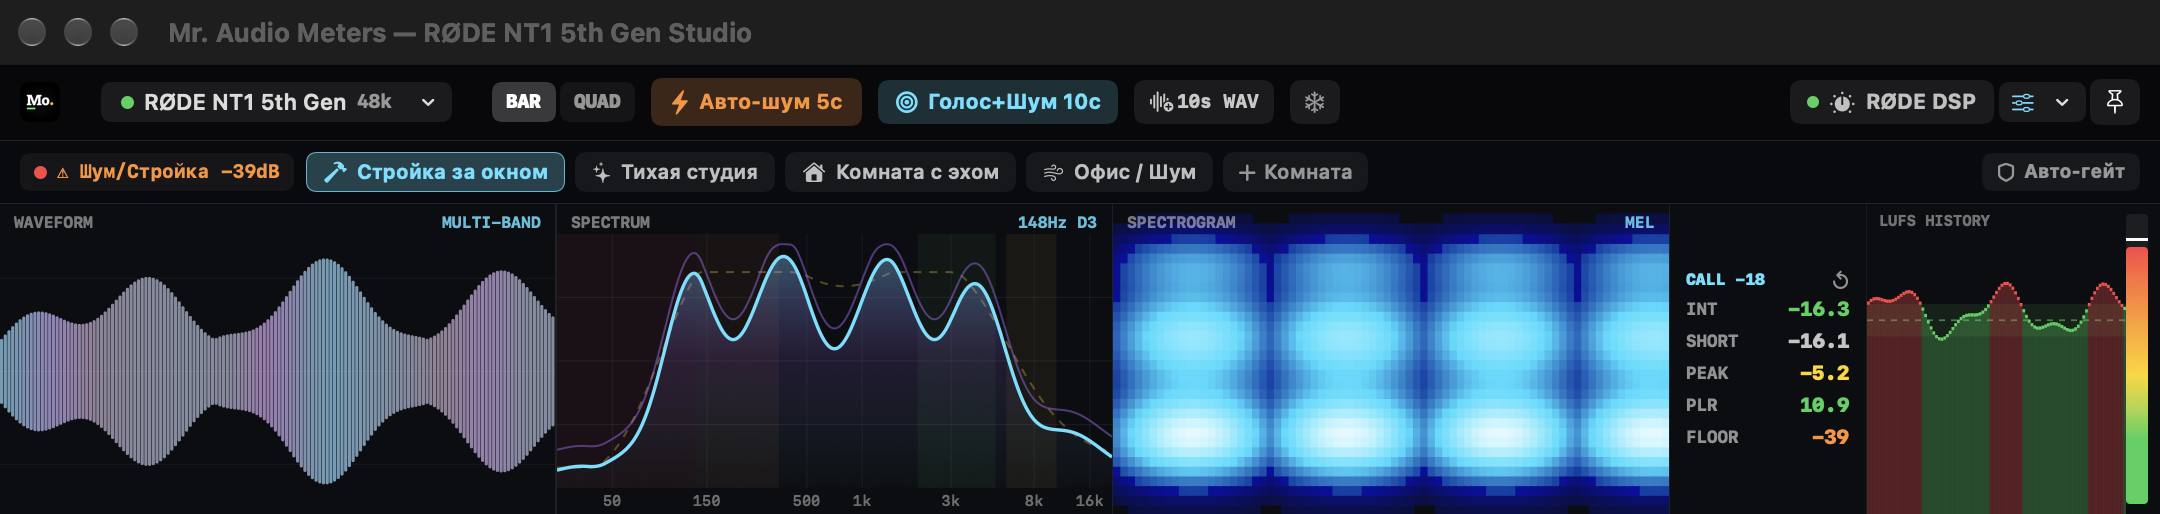 Mr. Audio Meters — RØDE NT1 5th Gen Studio
Mo. RØDE NT1 5th Gen 48k BAR QUAD Авто-шум 5с Голос+Шум 10с 10s WAV RØDE DSP
⚠ Шум/Стройка −39dB Стройка за окном Тихая студия Комната с эхом Офис / Шум + Комната Авто-гейт
WAVEFORM MULTI-BAND SPECTRUM 148Hz D3 SPECTROGRAM MEL LUFS HISTORY
CALL −18
INT −16.3
SHORT −16.1
PEAK −5.2
PLR 10.9
FLOOR −39
50 150 500 1k 3k 8k 16k